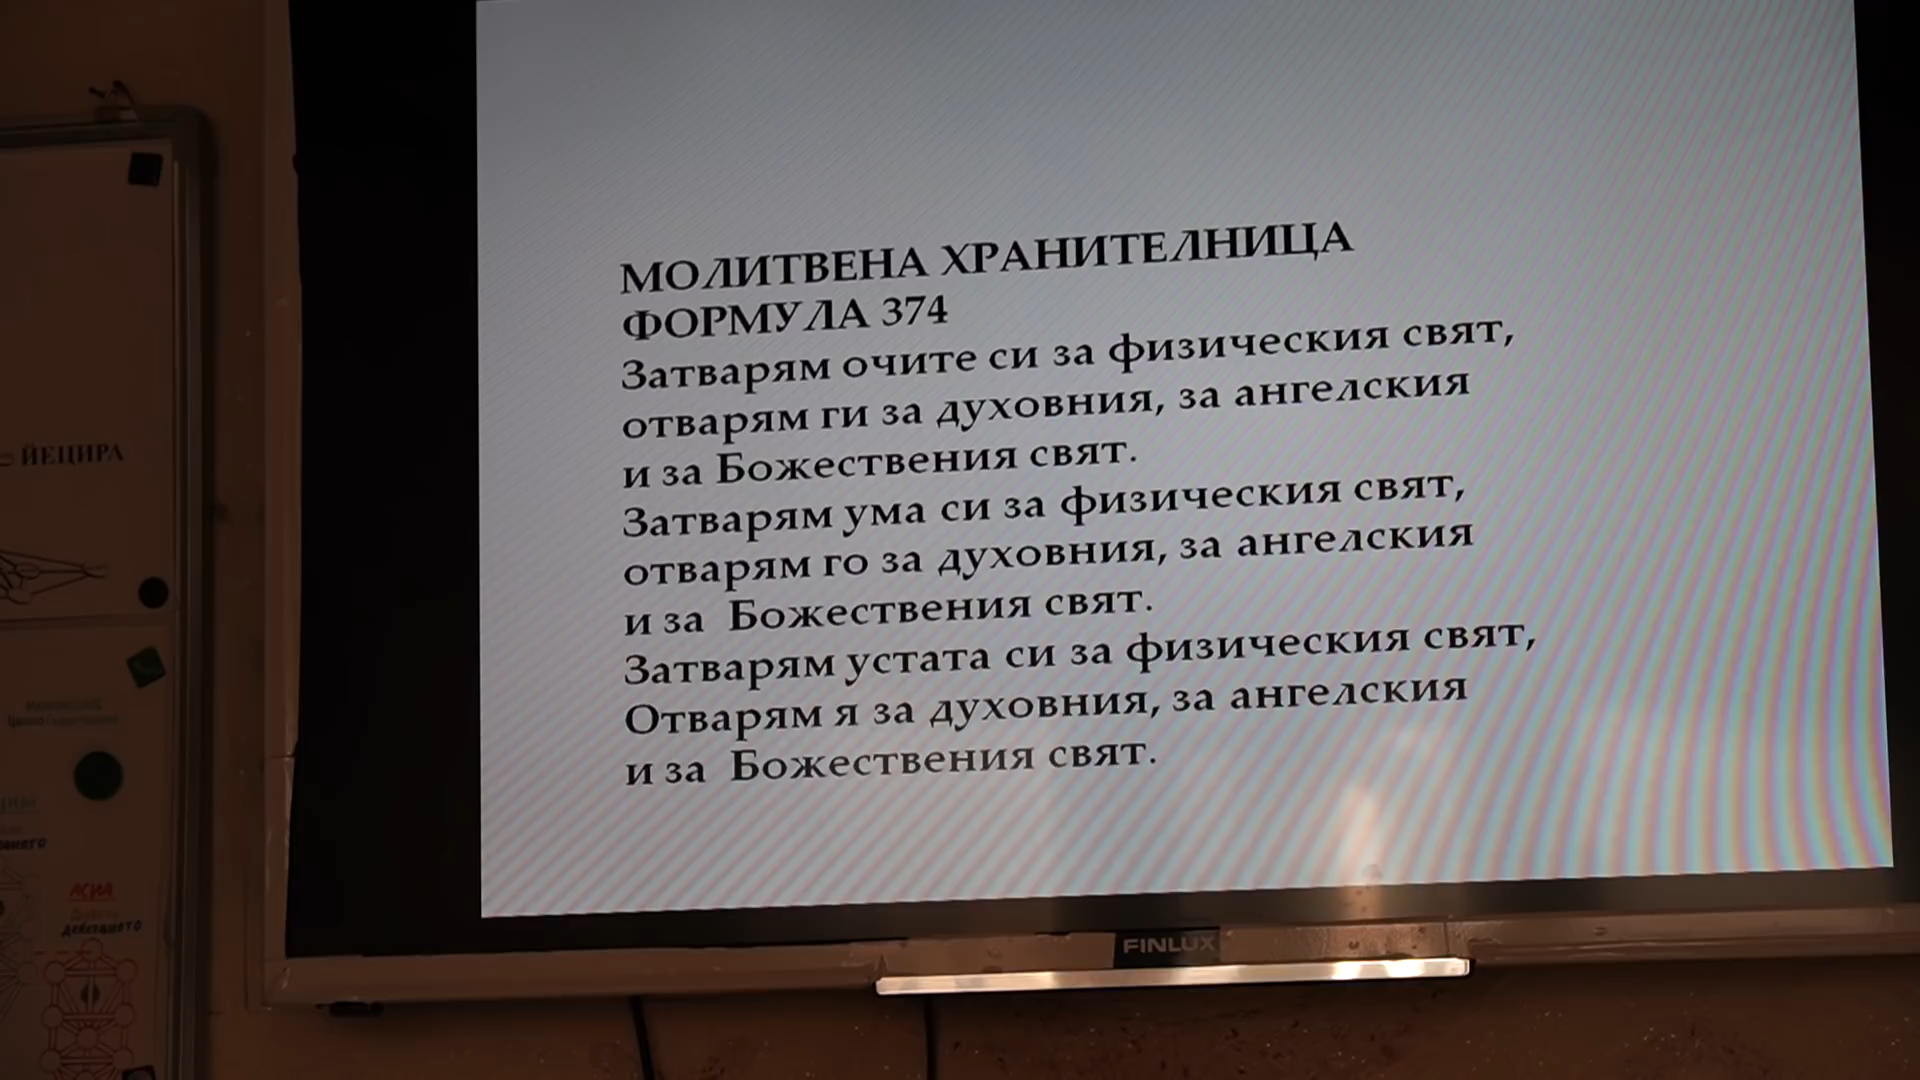 МОЛИТВЕНА ХРАНИТЕЛНИЦА
ФОРМУЛА 374
Затварям очите си за физическия свят,
отварям ги за духовния, за ангелския
и за Божествения свят.
Затварям ума си за физическия свят,
отварям го за духовния, за ангелския
и за Божествения свят.
Затварям устата си за физическия свят,
Отварям я за духовния, за ангелския
и за Божествения свят.
FINLUX
ЙЕЦИРА
АСИА
действието